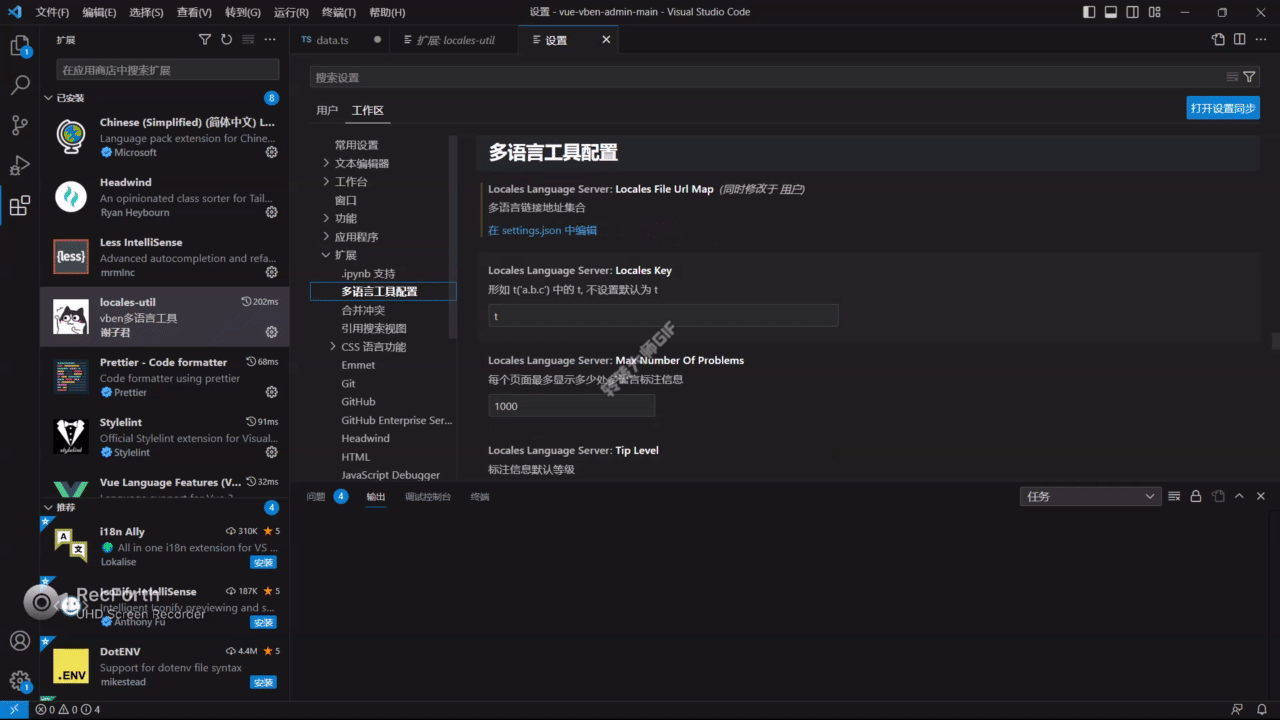 文件(F) 编辑(E) 选择(S) 查看(V) 转到(G) 运行(R) 终端(T) 帮助(H)
设置 - vue-vben-admin-main - Visual Studio Code
1
扩展
在应用商店中搜索扩展
已安装 8
Chinese (Simplified) (简体中文) L...
Language pack extension for Chine...
Microsoft
Headwind
An opinionated class sorter for Tail...
Ryan Heybourn
{less}
Less IntelliSense
Advanced autocompletion and refa...
mrmlnc
locales-util 202ms
vben多语言工具
谢子君
Prettier - Code formatter 68ms
Code formatter using prettier
Prettier
stylelint
Stylelint 91ms
Official Stylelint extension for Visual...
Stylelint
Vue Language Features (V... 32ms
推荐 4
A 文
i18n Ally 310K 5
All in one i18n extension for VS ...
Lokalise 安装
Iconify IntelliSense 187K 5
Intelligent Iconify previewing and s...
Anthony Fu 安装
RecForth
UHD Screen Recorder
.ENV
DotENV 4.4M 5
Support for dotenv file syntax
mikestead 安装
1
0 0 4
TS data.ts
扩展: locales-util
设置
搜索设置
用户 工作区
打开设置同步
常用设置
文本编辑器
工作台
窗口
功能
应用程序
扩展
.ipynb 支持
多语言工具配置
合并冲突
引用搜索视图
CSS 语言功能
Emmet
Git
GitHub
GitHub Enterprise Ser...
Headwind
HTML
JavaScript Debugger
多语言工具配置
Locales Language Server: Locales File Url Map (同时修改于 用户)
多语言链接地址集合
在 settings.json 中编辑
Locales Language Server: Locales Key
形如 t('a.b.c') 中的 t, 不设置默认为 t
t
Locales Language Server: Max Number Of Problems
每个页面最多显示多少处多语言标注信息
1000
Locales Language Server: Tip Level
标注信息默认等级
问题 4 输出 调试控制台 终端
任务